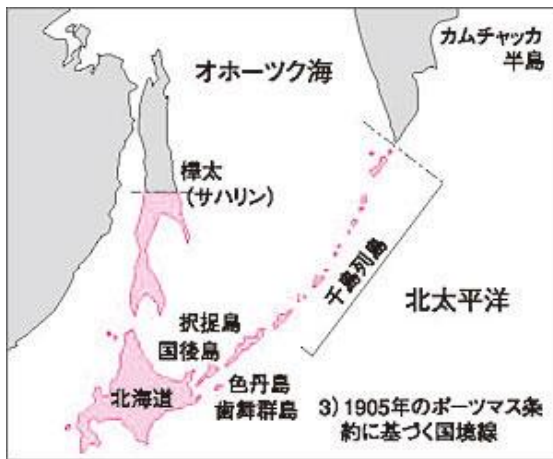 カムチャッカ
半島
オホーツク海
樺太
(サハリン)
千島列島
北太平洋
択捉島
国後島
色丹島
歯舞群島
北海道
3) 1905年のポーツマス条
約に基づく国境線